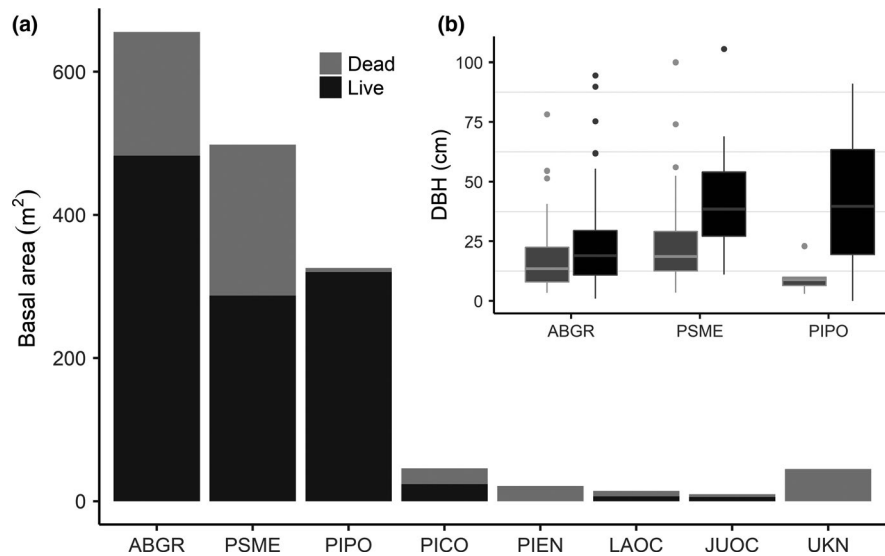 (a)
Basal area (m²)
600
400
200
0
Dead
Live
ABGR PSME PIPO PICO PIEN LAOC JUOC UKN
(b)
DBH (cm)
100
75
50
25
0
ABGR PSME PIPO